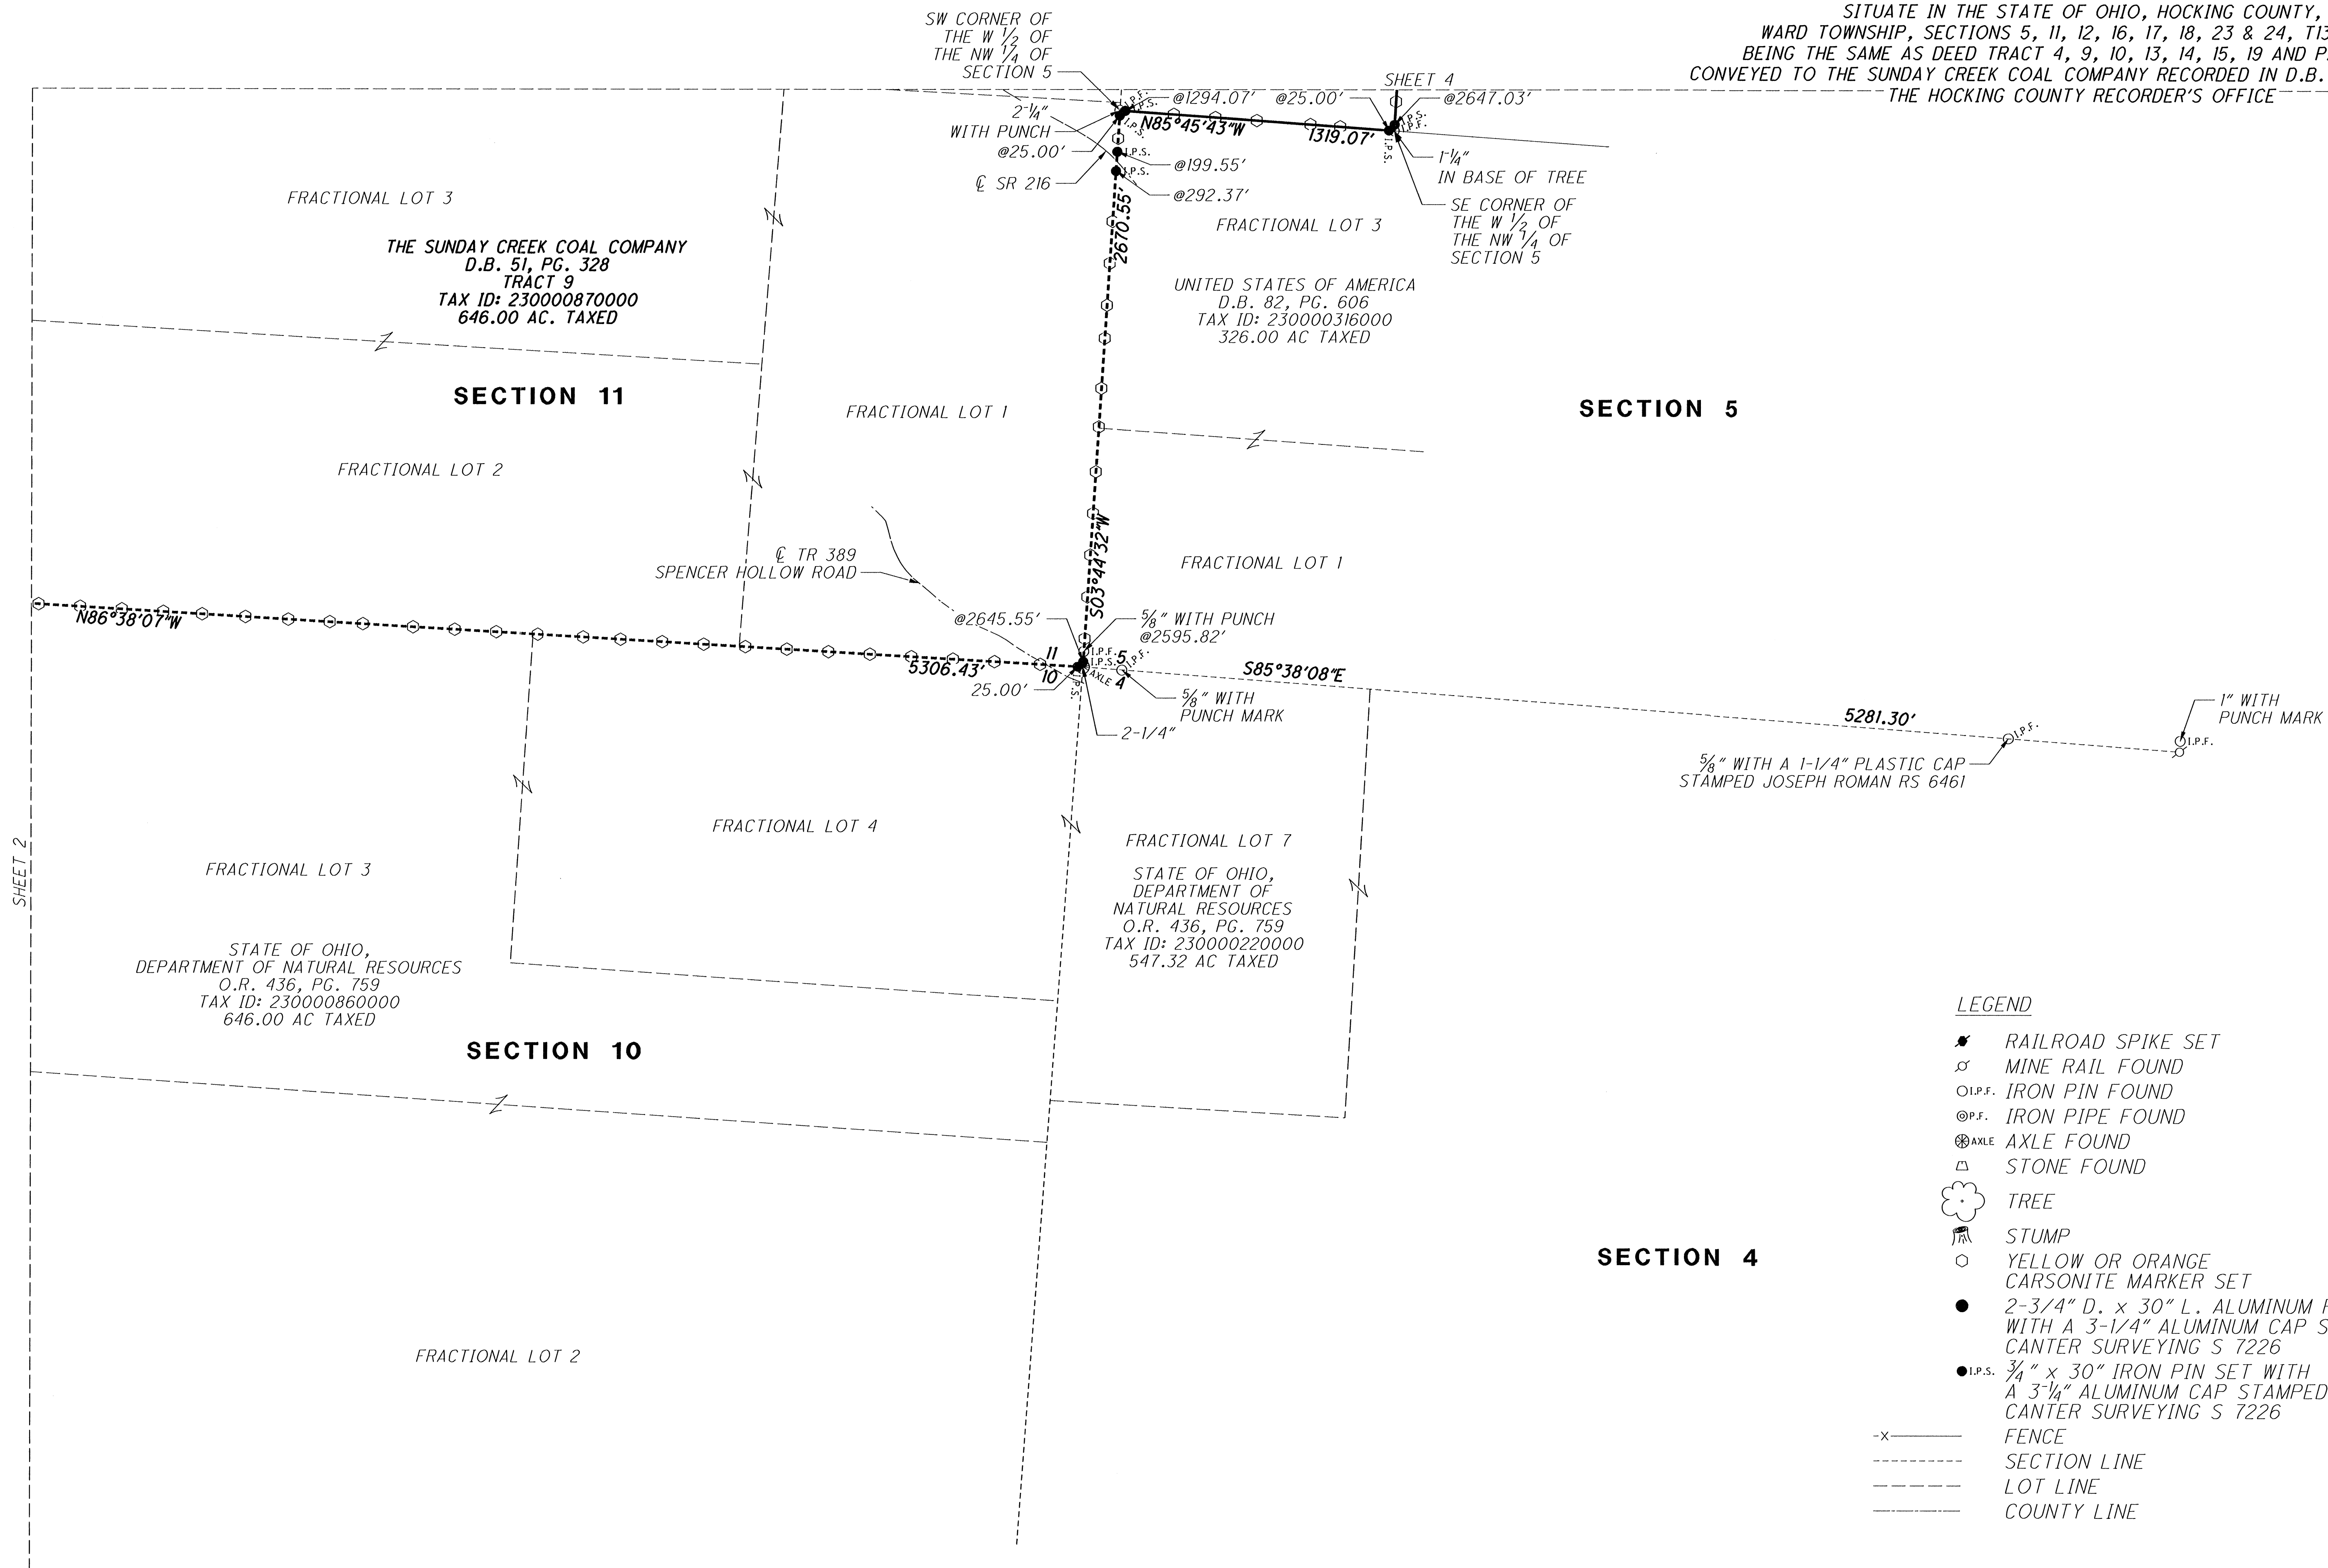 SITUATE IN THE STATE OF OHIO, HOCKING COUNTY,
WARD TOWNSHIP, SECTIONS 5, 11, 12, 16, 17, 18, 23 & 24, T13
BEING THE SAME AS DEED TRACT 4, 9, 10, 13, 14, 15, 19 AND P
CONVEYED TO THE SUNDAY CREEK COAL COMPANY RECORDED IN D.B.
THE HOCKING COUNTY RECORDER'S OFFICE
SW CORNER OF
THE W 1/2 OF
THE NW 1/4 OF
SECTION 5
2-1/4"
WITH PUNCH
@25.00'
℄ SR 216
I.P.F.
I.P.S.
@1294.07'
@25.00'
SHEET 4
@2647.03'
I.P.S.
I.P.F.
I.P.S.
N85°45'43"W
1319.07'
I.P.S.
1-1/4"
IN BASE OF TREE
SE CORNER OF
THE W 1/2 OF
THE NW 1/4 OF
SECTION 5
I.P.S.
@199.55'
I.P.S.
@292.37'
2670.55'
S03°44'32"W
FRACTIONAL LOT 3
THE SUNDAY CREEK COAL COMPANY
D.B. 51, PG. 328
TRACT 9
TAX ID: 230000870000
646.00 AC. TAXED
SECTION 11
FRACTIONAL LOT 2
FRACTIONAL LOT 1
FRACTIONAL LOT 3
UNITED STATES OF AMERICA
D.B. 82, PG. 606
TAX ID: 230000316000
326.00 AC TAXED
SECTION 5
FRACTIONAL LOT 1
℄ TR 389
SPENCER HOLLOW ROAD
N86°38'07"W
5306.43'
@2645.55'
5/8" WITH PUNCH
@2595.82'
I.P.F.
I.P.S.
AXLE
I.P.F.
I.P.S.
11
5
10
4
25.00'
5/8" WITH
PUNCH MARK
2-1/4"
S85°38'08"E
5281.30'
1" WITH
PUNCH MARK
I.P.F.
I.P.F.
5/8" WITH A 1-1/4" PLASTIC CAP
STAMPED JOSEPH ROMAN RS 6461
SHEET 2
FRACTIONAL LOT 3
STATE OF OHIO,
DEPARTMENT OF NATURAL RESOURCES
O.R. 436, PG. 759
TAX ID: 230000860000
646.00 AC TAXED
SECTION 10
FRACTIONAL LOT 4
FRACTIONAL LOT 7
STATE OF OHIO,
DEPARTMENT OF
NATURAL RESOURCES
O.R. 436, PG. 759
TAX ID: 230000220000
547.32 AC TAXED
SECTION 4
FRACTIONAL LOT 2
LEGEND
RAILROAD SPIKE SET
MINE RAIL FOUND
I.P.F. IRON PIN FOUND
P.F. IRON PIPE FOUND
AXLE AXLE FOUND
STONE FOUND
TREE
STUMP
YELLOW OR ORANGE
CARSONITE MARKER SET
2-3/4" D. x 30" L. ALUMINUM
WITH A 3-1/4" ALUMINUM CAP S
CANTER SURVEYING S 7226
I.P.S. 3/4" x 30" IRON PIN SET WITH
A 3-1/4" ALUMINUM CAP STAMPED
CANTER SURVEYING S 7226
-X- FENCE
SECTION LINE
LOT LINE
COUNTY LINE